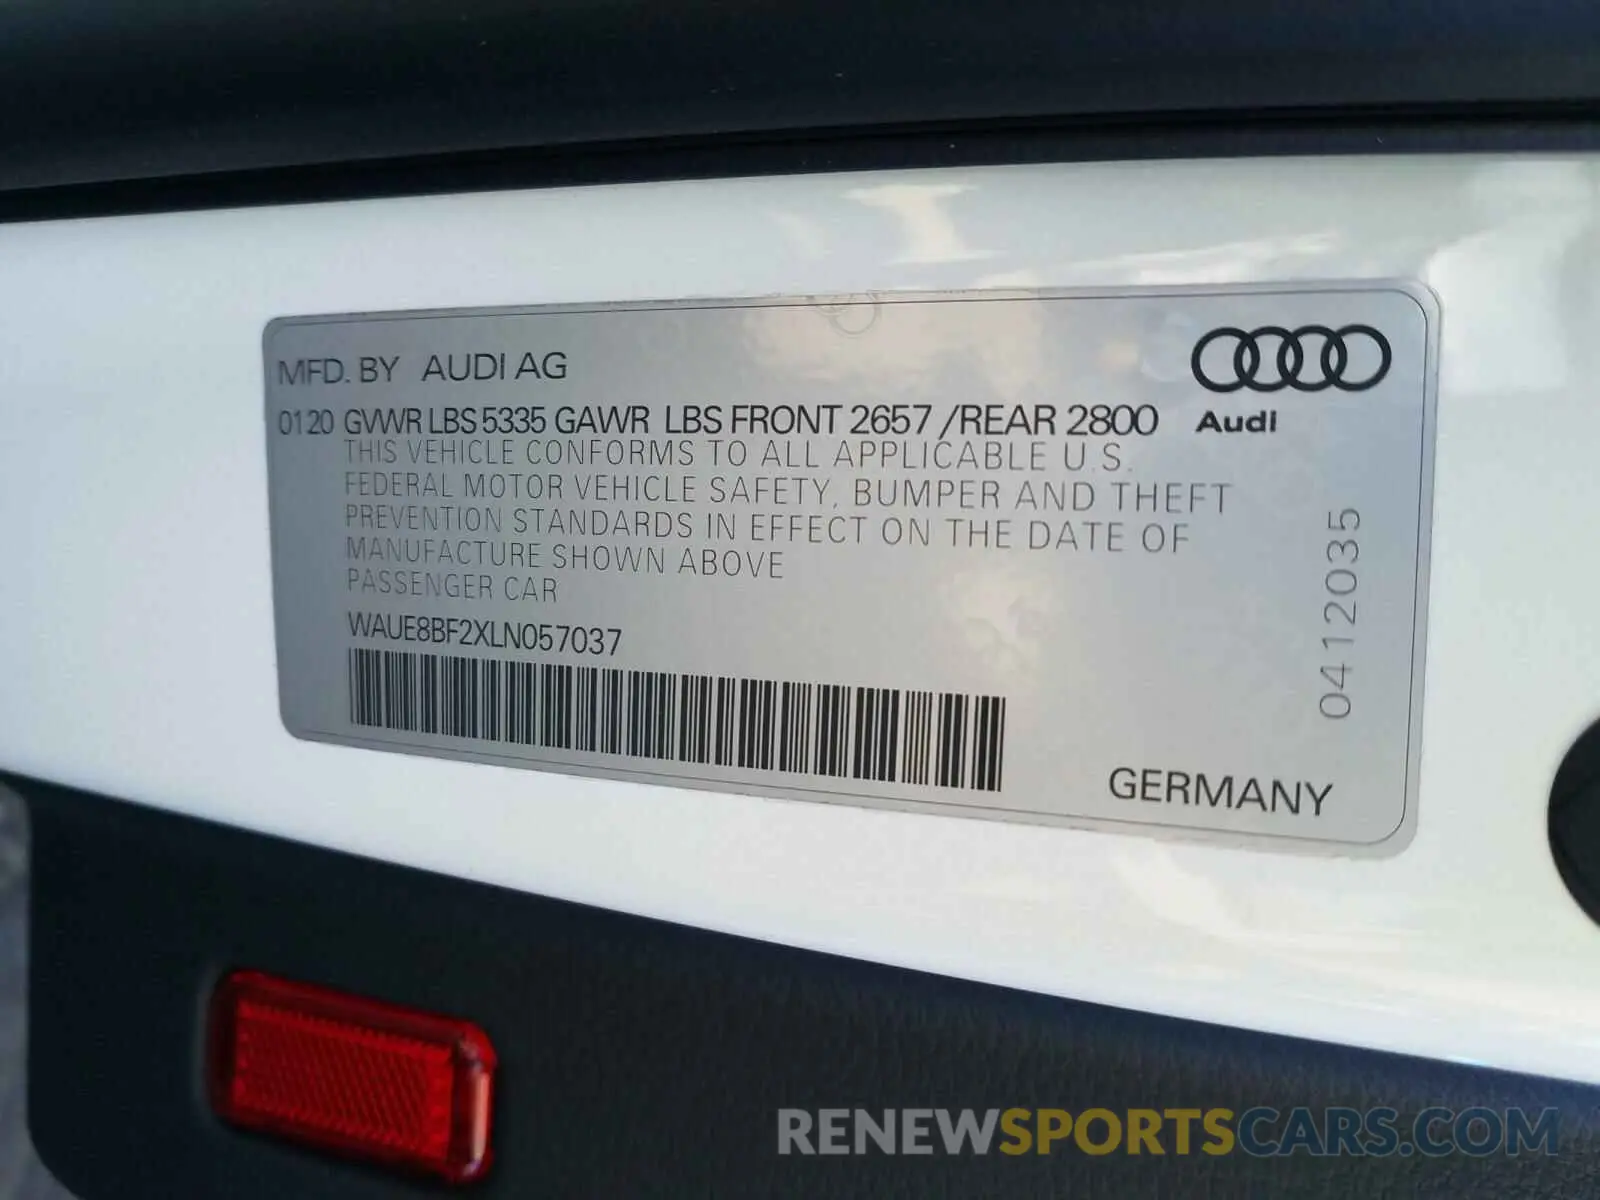 MFD. BY AUDI AG
0120 GVWR LBS 5335 GAWR LBS FRONT 2657 /REAR 2800
Audi
THIS VEHICLE CONFORMS TO ALL APPLICABLE U.S.
FEDERAL MOTOR VEHICLE SAFETY, BUMPER AND THEFT
PREVENTION STANDARDS IN EFFECT ON THE DATE OF
MANUFACTURE SHOWN ABOVE
PASSENGER CAR
WAUE8BF2XLN057037
0412035
GERMANY
RENEWSPORTSCARS.COM